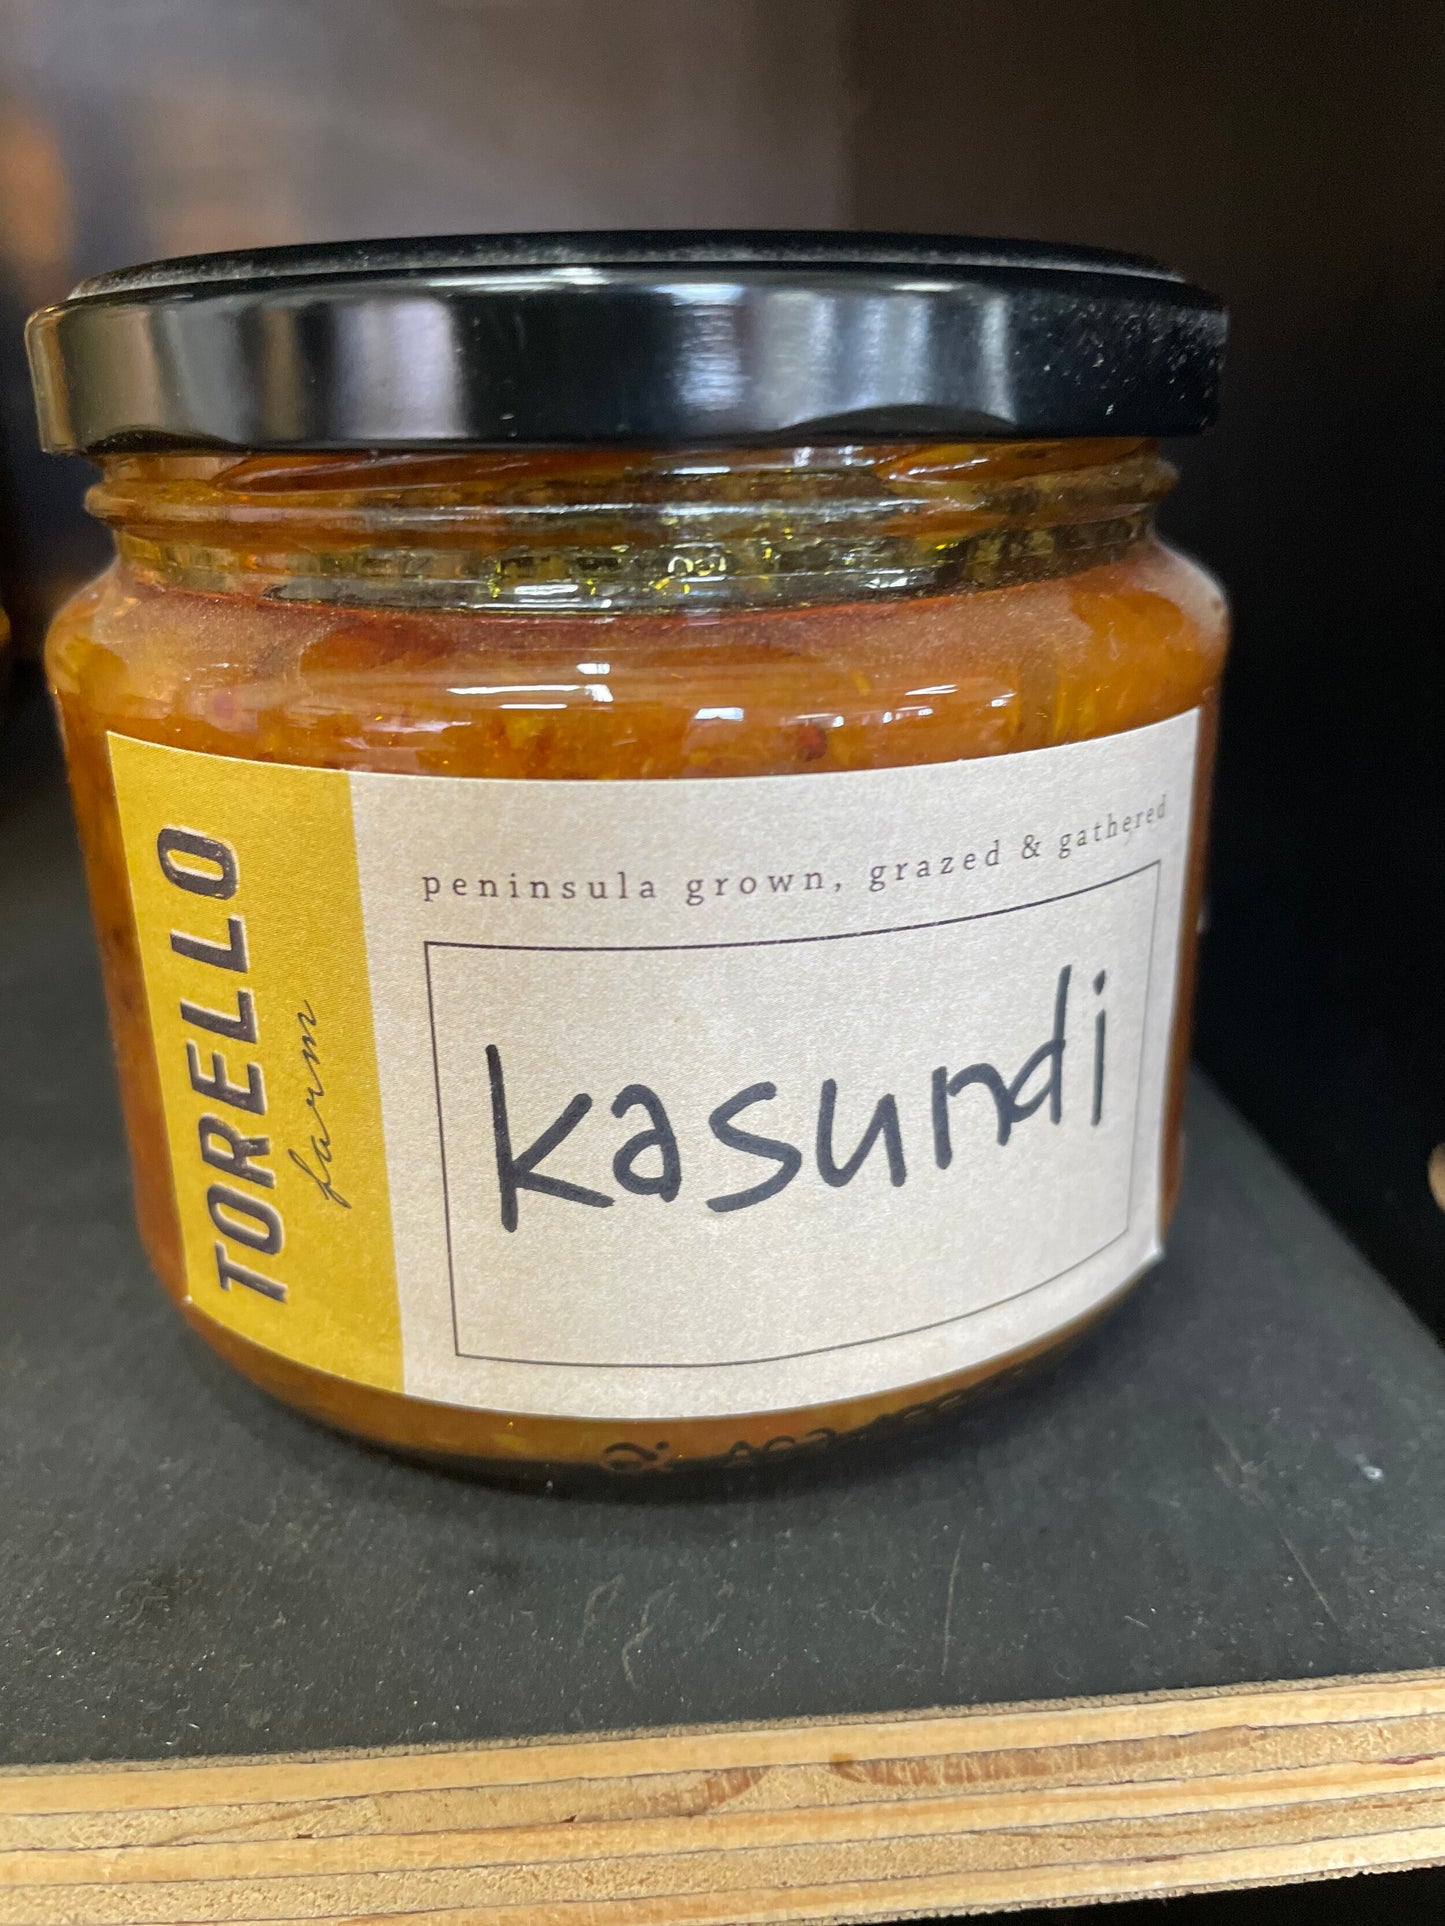 TORELLO
farm
peninsula grown, grazed & gathered
kasundi